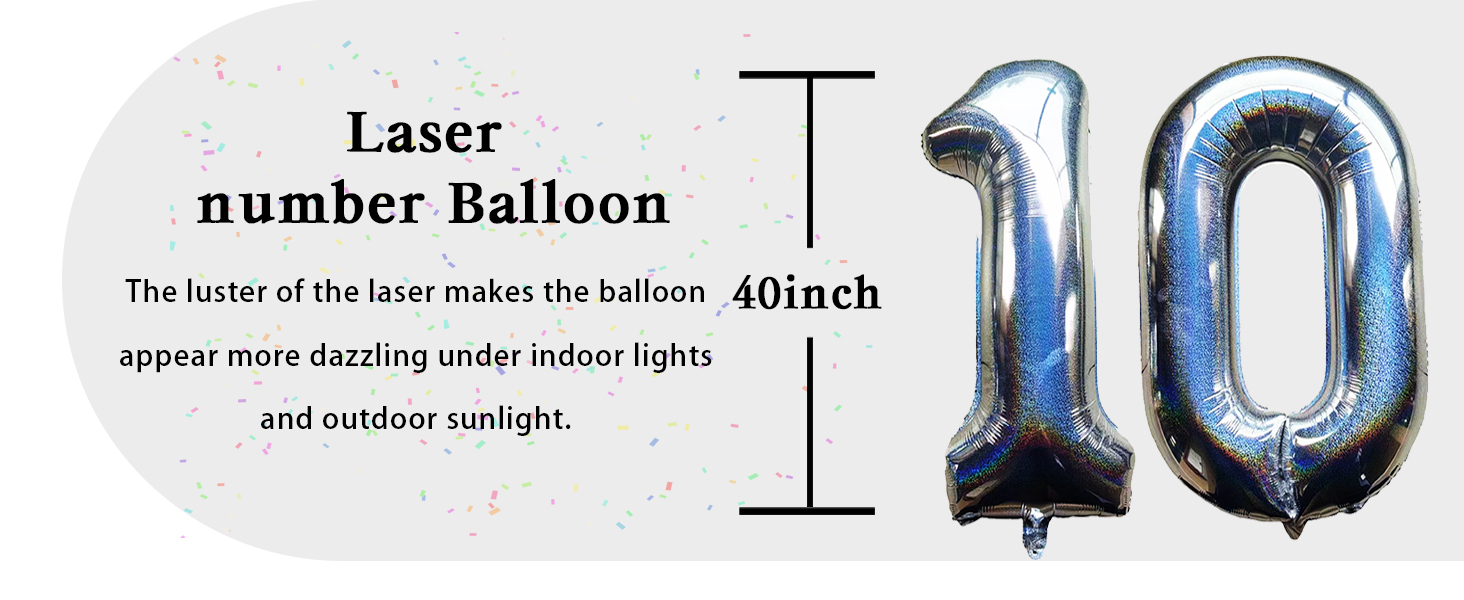 Laser
number Balloon
The luster of the laser makes the balloon
appear more dazzling under indoor lights
and outdoor sunlight.
40inch
10